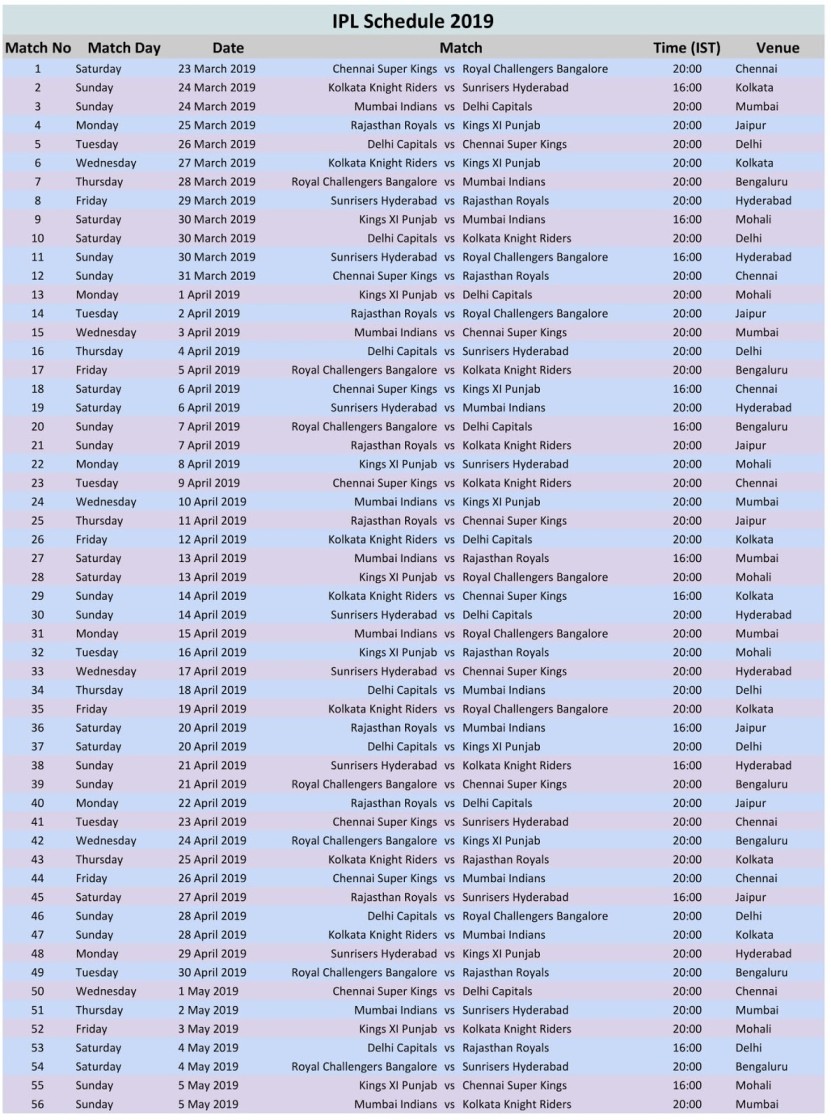 IPL Schedule 2019
Match No Match Day Date Match Time (IST) Venue
1 Saturday 23 March 2019 Chennai Super Kings vs Royal Challengers Bangalore 20:00 Chennai
2 Sunday 24 March 2019 Kolkata Knight Riders vs Sunrisers Hyderabad 16:00 Kolkata
3 Sunday 24 March 2019 Mumbai Indians vs Delhi Capitals 20:00 Mumbai
4 Monday 25 March 2019 Rajasthan Royals vs Kings XI Punjab 20:00 Jaipur
5 Tuesday 26 March 2019 Delhi Capitals vs Chennai Super Kings 20:00 Delhi
6 Wednesday 27 March 2019 Kolkata Knight Riders vs Kings XI Punjab 20:00 Kolkata
7 Thursday 28 March 2019 Royal Challengers Bangalore vs Mumbai Indians 20:00 Bengaluru
8 Friday 29 March 2019 Sunrisers Hyderabad vs Rajasthan Royals 20:00 Hyderabad
9 Saturday 30 March 2019 Kings XI Punjab vs Mumbai Indians 16:00 Mohali
10 Saturday 30 March 2019 Delhi Capitals vs Kolkata Knight Riders 20:00 Delhi
11 Sunday 30 March 2019 Sunrisers Hyderabad vs Royal Challengers Bangalore 16:00 Hyderabad
12 Sunday 31 March 2019 Chennai Super Kings vs Rajasthan Royals 20:00 Chennai
13 Monday 1 April 2019 Kings XI Punjab vs Delhi Capitals 20:00 Mohali
14 Tuesday 2 April 2019 Rajasthan Royals vs Royal Challengers Bangalore 20:00 Jaipur
15 Wednesday 3 April 2019 Mumbai Indians vs Chennai Super Kings 20:00 Mumbai
16 Thursday 4 April 2019 Delhi Capitals vs Sunrisers Hyderabad 20:00 Delhi
17 Friday 5 April 2019 Royal Challengers Bangalore vs Kolkata Knight Riders 20:00 Bengaluru
18 Saturday 6 April 2019 Chennai Super Kings vs Kings XI Punjab 16:00 Chennai
19 Saturday 6 April 2019 Sunrisers Hyderabad vs Mumbai Indians 20:00 Hyderabad
20 Sunday 7 April 2019 Royal Challengers Bangalore vs Delhi Capitals 16:00 Bengaluru
21 Sunday 7 April 2019 Rajasthan Royals vs Kolkata Knight Riders 20:00 Jaipur
22 Monday 8 April 2019 Kings XI Punjab vs Sunrisers Hyderabad 20:00 Mohali
23 Tuesday 9 April 2019 Chennai Super Kings vs Kolkata Knight Riders 20:00 Chennai
24 Wednesday 10 April 2019 Mumbai Indians vs Kings XI Punjab 20:00 Mumbai
25 Thursday 11 April 2019 Rajasthan Royals vs Chennai Super Kings 20:00 Jaipur
26 Friday 12 April 2019 Kolkata Knight Riders vs Delhi Capitals 20:00 Kolkata
27 Saturday 13 April 2019 Mumbai Indians vs Rajasthan Royals 16:00 Mumbai
28 Saturday 13 April 2019 Kings XI Punjab vs Royal Challengers Bangalore 20:00 Mohali
29 Sunday 14 April 2019 Kolkata Knight Riders vs Chennai Super Kings 16:00 Kolkata
30 Sunday 14 April 2019 Sunrisers Hyderabad vs Delhi Capitals 20:00 Hyderabad
31 Monday 15 April 2019 Mumbai Indians vs Royal Challengers Bangalore 20:00 Mumbai
32 Tuesday 16 April 2019 Kings XI Punjab vs Rajasthan Royals 20:00 Mohali
33 Wednesday 17 April 2019 Sunrisers Hyderabad vs Chennai Super Kings 20:00 Hyderabad
34 Thursday 18 April 2019 Delhi Capitals vs Mumbai Indians 20:00 Delhi
35 Friday 19 April 2019 Kolkata Knight Riders vs Royal Challengers Bangalore 20:00 Kolkata
36 Saturday 20 April 2019 Rajasthan Royals vs Mumbai Indians 16:00 Jaipur
37 Saturday 20 April 2019 Delhi Capitals vs Kings XI Punjab 20:00 Delhi
38 Sunday 21 April 2019 Sunrisers Hyderabad vs Kolkata Knight Riders 16:00 Hyderabad
39 Sunday 21 April 2019 Royal Challengers Bangalore vs Chennai Super Kings 20:00 Bengaluru
40 Monday 22 April 2019 Rajasthan Royals vs Delhi Capitals 20:00 Jaipur
41 Tuesday 23 April 2019 Chennai Super Kings vs Sunrisers Hyderabad 20:00 Chennai
42 Wednesday 24 April 2019 Royal Challengers Bangalore vs Kings XI Punjab 20:00 Bengaluru
43 Thursday 25 April 2019 Kolkata Knight Riders vs Rajasthan Royals 20:00 Kolkata
44 Friday 26 April 2019 Chennai Super Kings vs Mumbai Indians 20:00 Chennai
45 Saturday 27 April 2019 Rajasthan Royals vs Sunrisers Hyderabad 16:00 Jaipur
46 Sunday 28 April 2019 Delhi Capitals vs Royal Challengers Bangalore 20:00 Delhi
47 Sunday 28 April 2019 Kolkata Knight Riders vs Mumbai Indians 20:00 Kolkata
48 Monday 29 April 2019 Sunrisers Hyderabad vs Kings XI Punjab 20:00 Hyderabad
49 Tuesday 30 April 2019 Royal Challengers Bangalore vs Rajasthan Royals 20:00 Bengaluru
50 Wednesday 1 May 2019 Chennai Super Kings vs Delhi Capitals 20:00 Chennai
51 Thursday 2 May 2019 Mumbai Indians vs Sunrisers Hyderabad 20:00 Mumbai
52 Friday 3 May 2019 Kings XI Punjab vs Kolkata Knight Riders 20:00 Mohali
53 Saturday 4 May 2019 Delhi Capitals vs Rajasthan Royals 16:00 Delhi
54 Saturday 4 May 2019 Royal Challengers Bangalore vs Sunrisers Hyderabad 20:00 Bengaluru
55 Sunday 5 May 2019 Kings XI Punjab vs Chennai Super Kings 16:00 Mohali
56 Sunday 5 May 2019 Mumbai Indians vs Kolkata Knight Riders 20:00 Mumbai